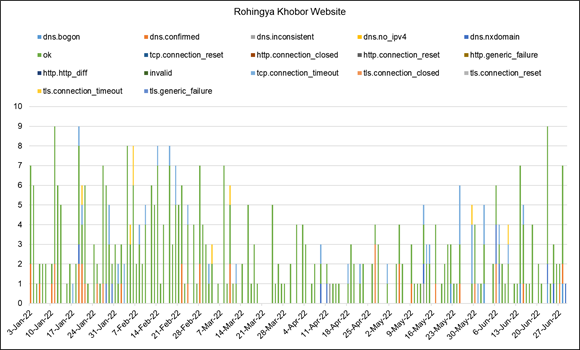 Rohingya Khobor Website
dns.bogon dns.confirmed dns.inconsistent dns.no_ipv4 dns.nxdomain
ok tcp.connection_reset http.connection_closed http.connection_reset http.generic_failure
http.http_diff invalid tcp.connection_timeout tls.connection_closed tls.connection_reset
tls.connection_timeout tls.generic_failure
10
9
8
7
6
5
4
3
2
1
0
3-Jan-22 10-Jan-22 17-Jan-22 24-Jan-22 31-Jan-22 7-Feb-22 14-Feb-22 21-Feb-22 28-Feb-22 7-Mar-22 14-Mar-22 21-Mar-22 28-Mar-22 4-Apr-22 11-Apr-22 18-Apr-22 25-Apr-22 2-May-22 9-May-22 16-May-22 23-May-22 30-May-22 6-Jun-22 13-Jun-22 20-Jun-22 27-Jun-22